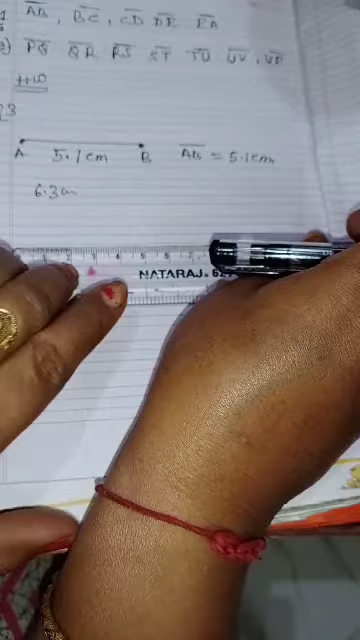 AB, BC, CD DE EA
PQ QR RS ST TU UV, VP
H.W
A 5.1 cm B AB = 5.1cm
6.3cm
NATARAJ 621